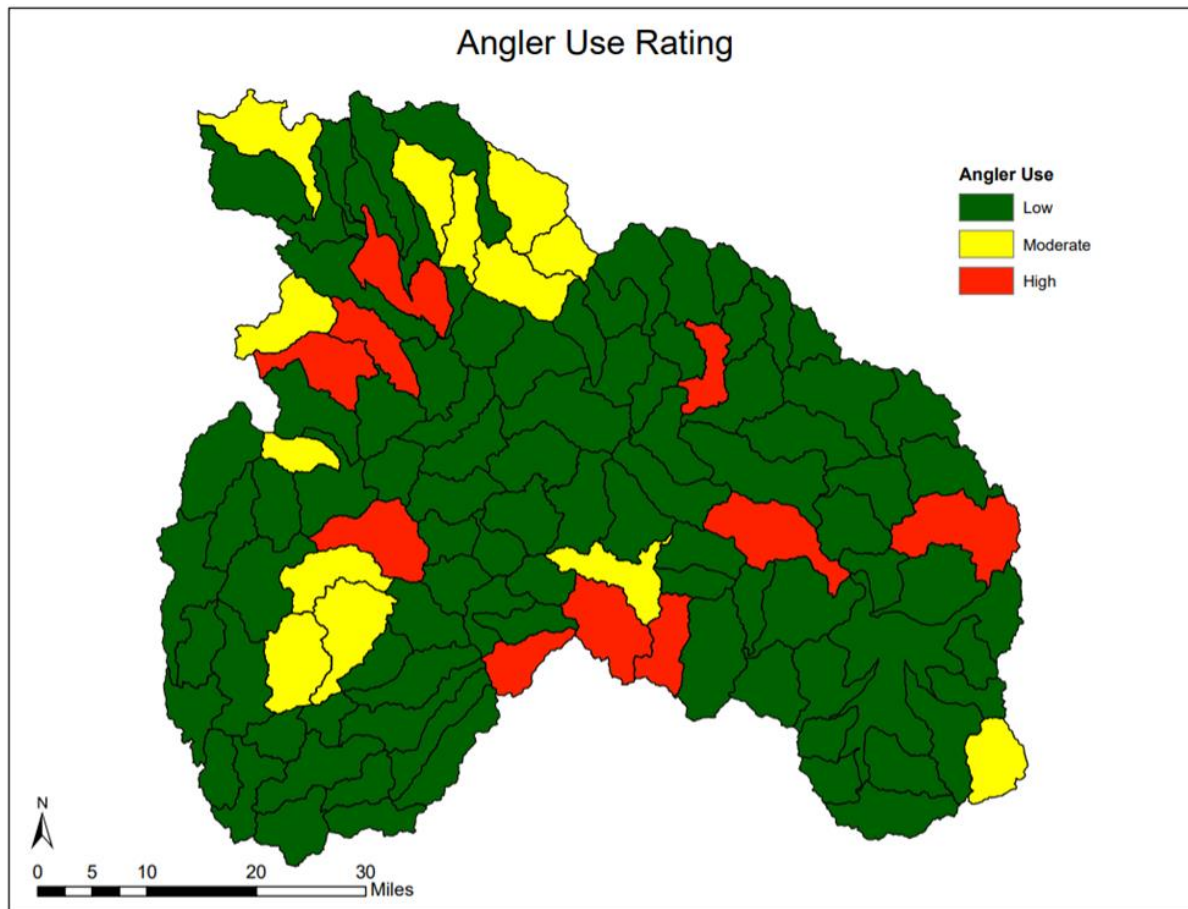 Angler Use Rating
Angler Use
Low
Moderate
High
N
0 5 10 20 30
Miles